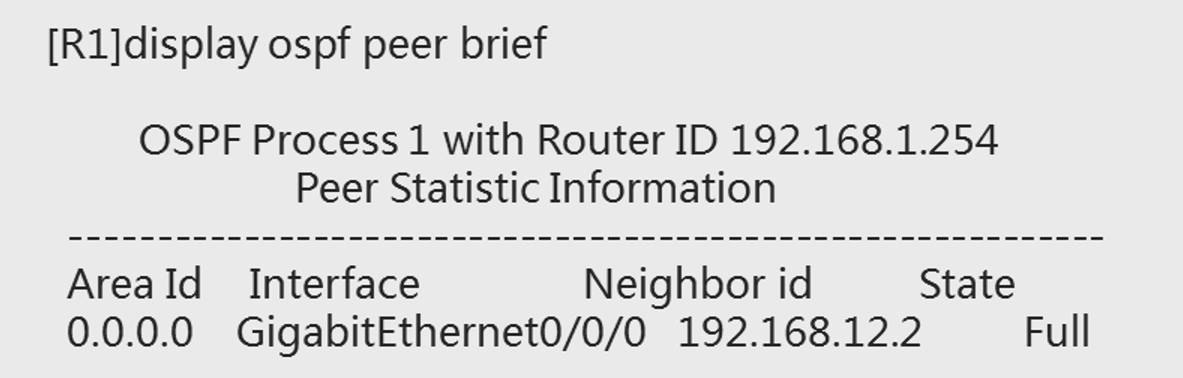 [R1]display ospf peer brief
OSPF Process 1 with Router ID 192.168.1.254
Peer Statistic Information
--------------------------------------------------------
Area Id Interface Neighbor id State
0.0.0.0 GigabitEthernet0/0/0 192.168.12.2 Full